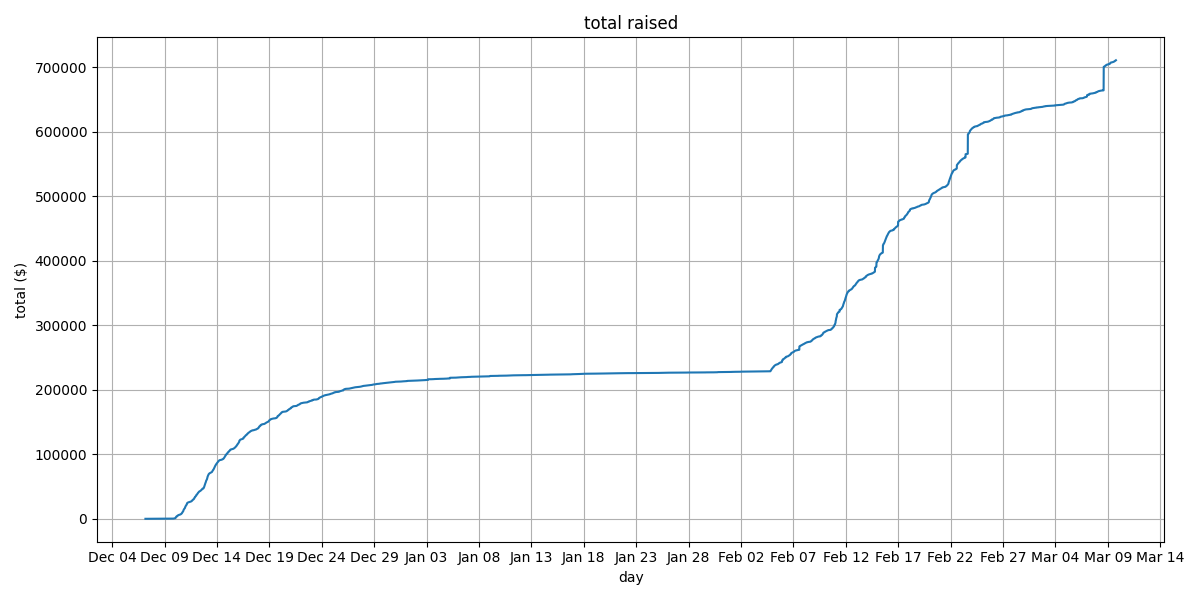 total raised
total ($)
700000
600000
500000
400000
300000
200000
100000
0
Dec 04 Dec 09 Dec 14 Dec 19 Dec 24 Dec 29 Jan 03 Jan 08 Jan 13 Jan 18 Jan 23 Jan 28 Feb 02 Feb 07 Feb 12 Feb 17 Feb 22 Feb 27 Mar 04 Mar 09 Mar 14
day